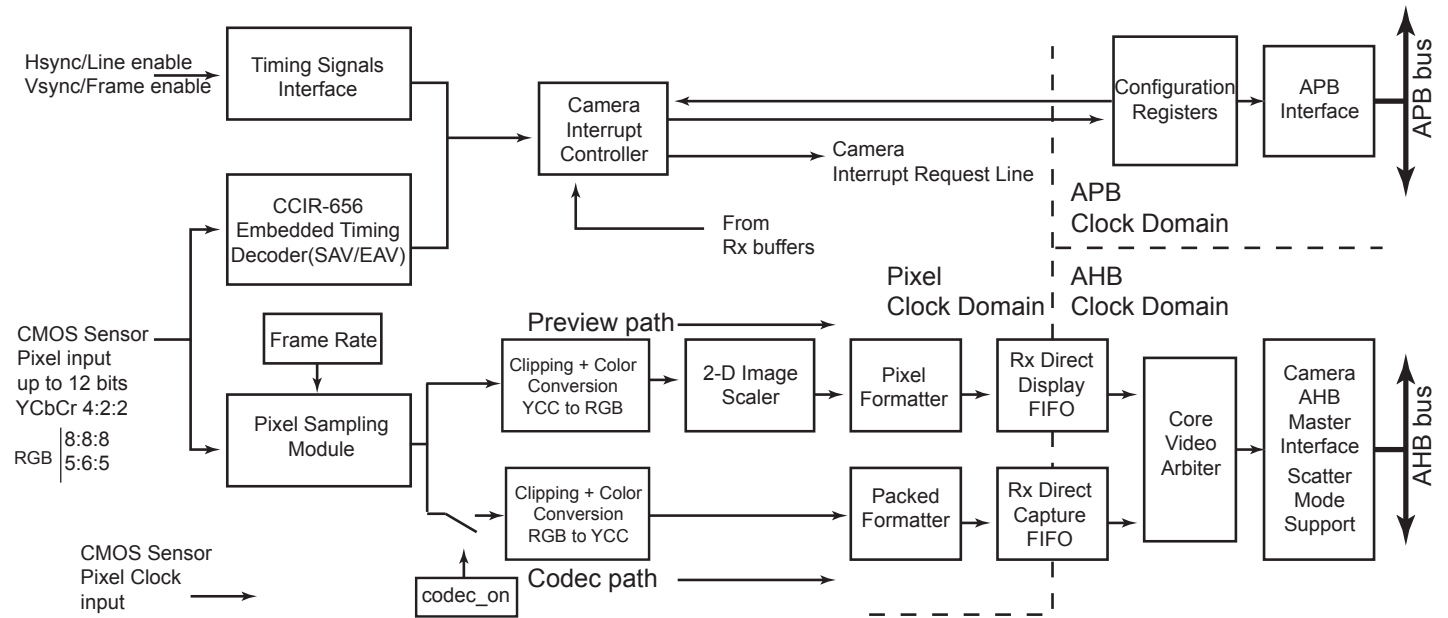 Hsync/Line enable
Vsync/Frame enable
Timing Signals
Interface
Camera
Interrupt
Controller
Configuration
Registers
APB
Interface
APB bus
Camera
Interrupt Request Line
CCIR-656
Embedded Timing
Decoder(SAV/EAV)
From
Rx buffers
APB
Clock Domain
Pixel
Clock Domain
AHB
Clock Domain
CMOS Sensor
Pixel input
up to 12 bits
YCbCr 4:2:2
RGB
8:8:8
5:6:5
Frame Rate
Pixel Sampling
Module
Preview path
Clipping + Color
Conversion
YCC to RGB
2-D Image
Scaler
Pixel
Formatter
Rx Direct
Display
FIFO
Core
Video
Arbiter
Camera
AHB
Master
Interface
Scatter
Mode
Support
AHB bus
Clipping + Color
Conversion
RGB to YCC
Packed
Formatter
Rx Direct
Capture
FIFO
CMOS Sensor
Pixel Clock
input
codec_on
Codec path